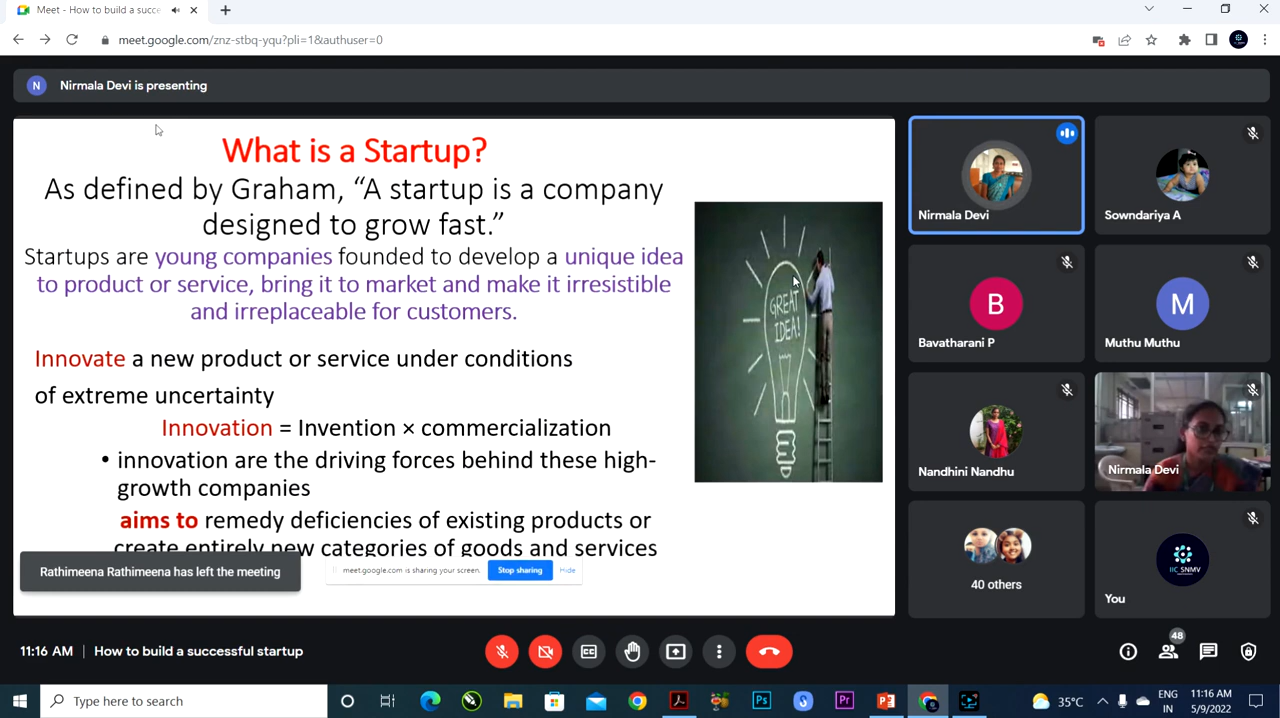 Meet - How to build a succe
meet.google.com/znz-stbq-yqu?pli=1&authuser=0
N
Nirmala Devi is presenting
What is a Startup?
As defined by Graham, “A startup is a company
designed to grow fast.”
Startups are young companies founded to develop a unique idea
to product or service, bring it to market and make it irresistible
and irreplaceable for customers.
Innovate a new product or service under conditions
of extreme uncertainty
Innovation = Invention × commercialization
• innovation are the driving forces behind these high-
growth companies
aims to remedy deficiencies of existing products or
create entirely new categories of goods and services
GREAT
IDEA!
Rathimeena Rathimeena has left the meeting
meet.google.com is sharing your screen.
Stop sharing
Hide
Nirmala Devi
Sowndariya A
B
Bavatharani P
M
Muthu Muthu
Nandhini Nandhu
Nirmala Devi
40 others
IIC_SNMV
You
11:16 AM
How to build a successful startup
48
Type here to search
Ps
Pr
35°C
ENG
IN
11:16 AM
5/9/2022